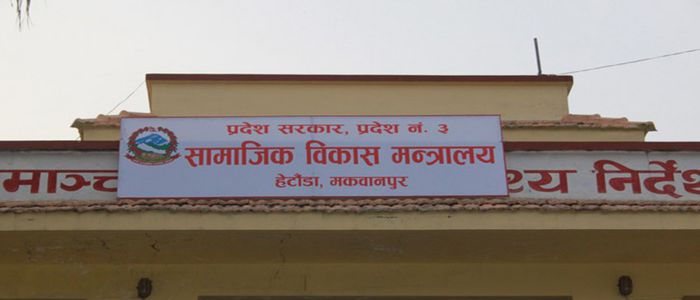 प्रदेश सरकार, प्रदेश नं. ३
सामाजिक विकास मन्त्रालय
हेटौंडा, मकवानपुर